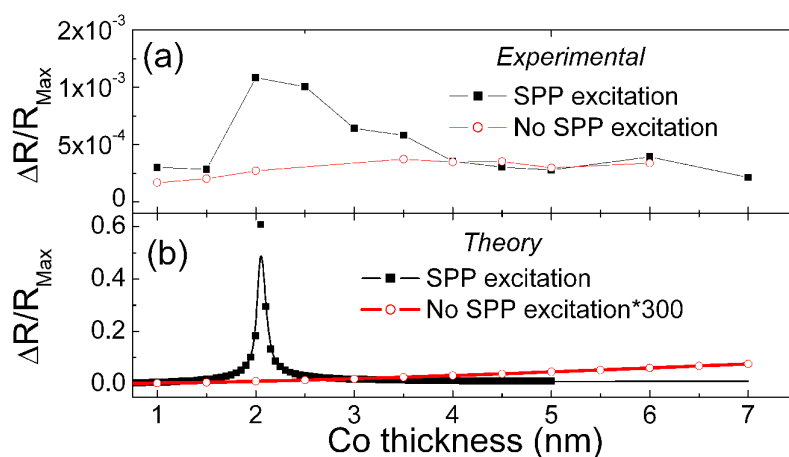 (a)
Experimental
SPP excitation
No SPP excitation
2x10⁻³
1x10⁻³
5x10⁻⁴
0
ΔR/R_Max
(b)
Theory
SPP excitation
No SPP excitation*300
0.6
0.4
0.2
0.0
ΔR/R_Max
1 2 3 4 5 6 7
Co thickness (nm)